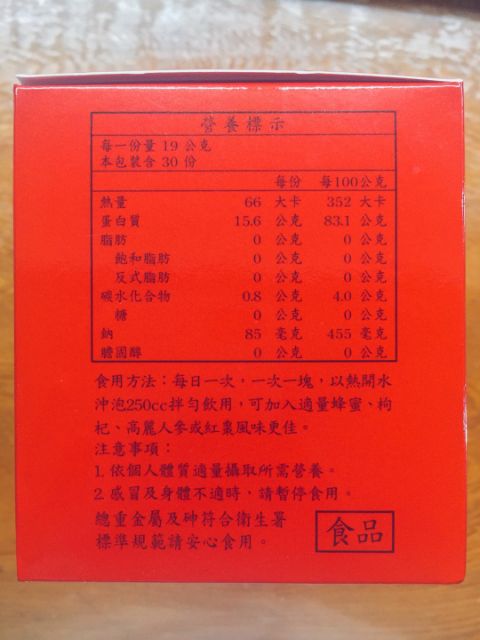 營養標示
每一份量 19 公克
本包裝含 30 份
每份 每100公克
熱量 66 大卡 352 大卡
蛋白質 15.6 公克 83.1 公克
脂肪 0 公克 0 公克
飽和脂肪 0 公克 0 公克
反式脂肪 0 公克 0 公克
碳水化合物 0.8 公克 4.0 公克
糖 0 公克 0 公克
鈉 85 毫克 455 毫克
膽固醇 0 公克 0 公克
食用方法：每日一次，一次一塊，以熱開水
沖泡250cc拌勻飲用，可加入適量蜂蜜、枸
杞、高麗人參或紅棗風味更佳。
注意事項：
1. 依個人體質適量攝取所需營養。
2. 感冒及身體不適時，請暫停食用。
總重金屬及砷符合衛生署
標準規範請安心食用。
食品